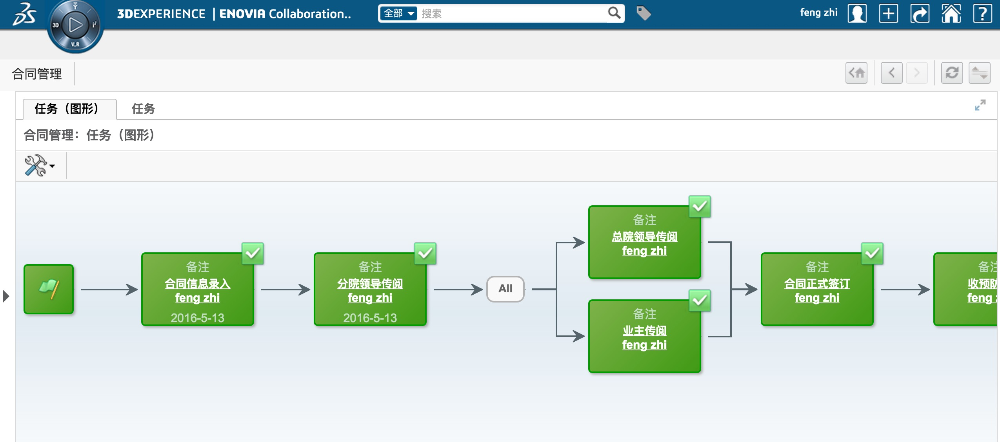 3DEXPERIENCE | ENOVIA Collaboration..
全部
搜索
feng zhi
3D
V,R
合同管理
任务（图形）
任务
合同管理：任务（图形）
备注
合同信息录入
feng zhi
2016-5-13
备注
分院领导传阅
feng zhi
2016-5-13
All
备注
总院领导传阅
feng zhi
备注
业主传阅
feng zhi
备注
合同正式签订
feng zhi
备
收预
feng